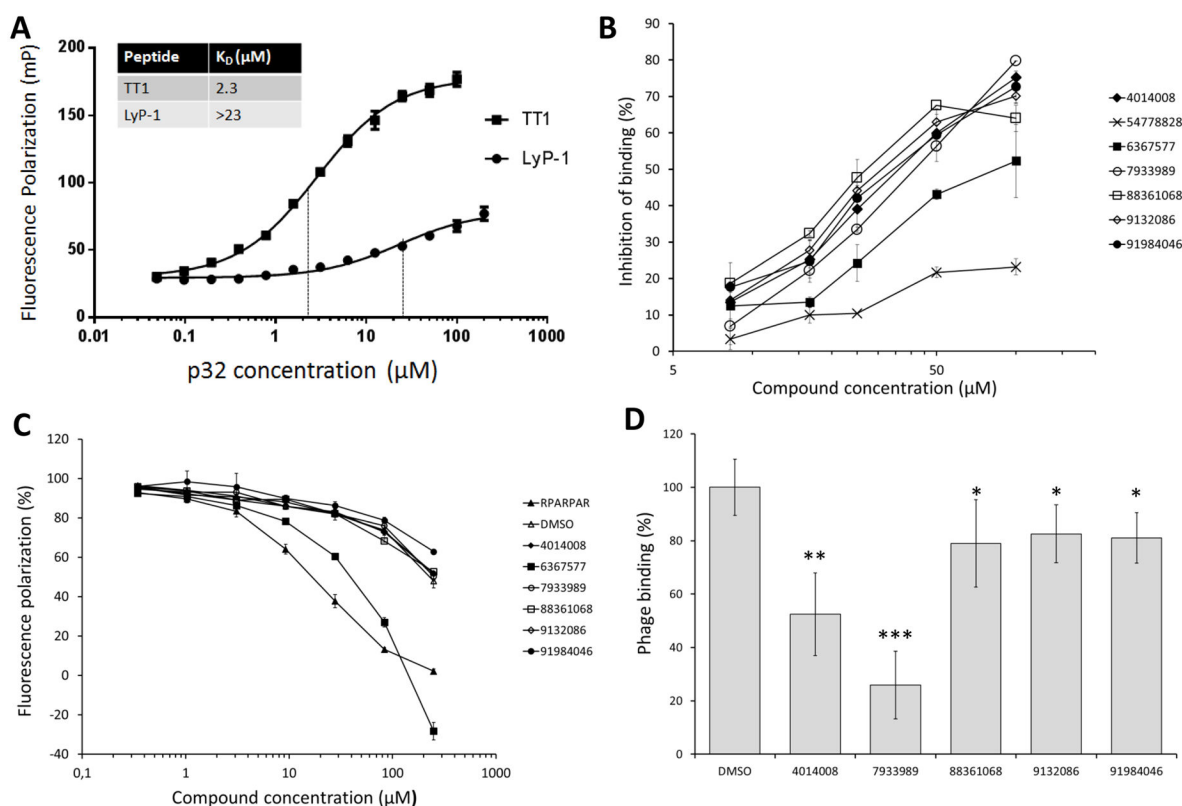 A
Peptide KD (µM)
TT1 2.3
LyP-1 >23
Fluorescence Polarization (mP)
200
150
100
50
0
0.01 0.1 1 10 100 1000
p32 concentration (µM)
TT1
LyP-1
B
Inhibition of binding (%)
90
80
70
60
50
40
30
20
10
0
5 50
Compound concentration (µM)
4014008
54778828
6367577
7933989
88361068
9132086
91984046
C
Fluorescence polarization (%)
120
100
80
60
40
20
0
-20
-40
0,1 1 10 100 1000
Compound concentration (µM)
RPARPAR
DMSO
4014008
6367577
7933989
88361068
9132086
91984046
D
Phage binding (%)
120
100
80
60
40
20
0
** *** * * *
DMSO 4014008 7933989 88361068 9132086 91984046